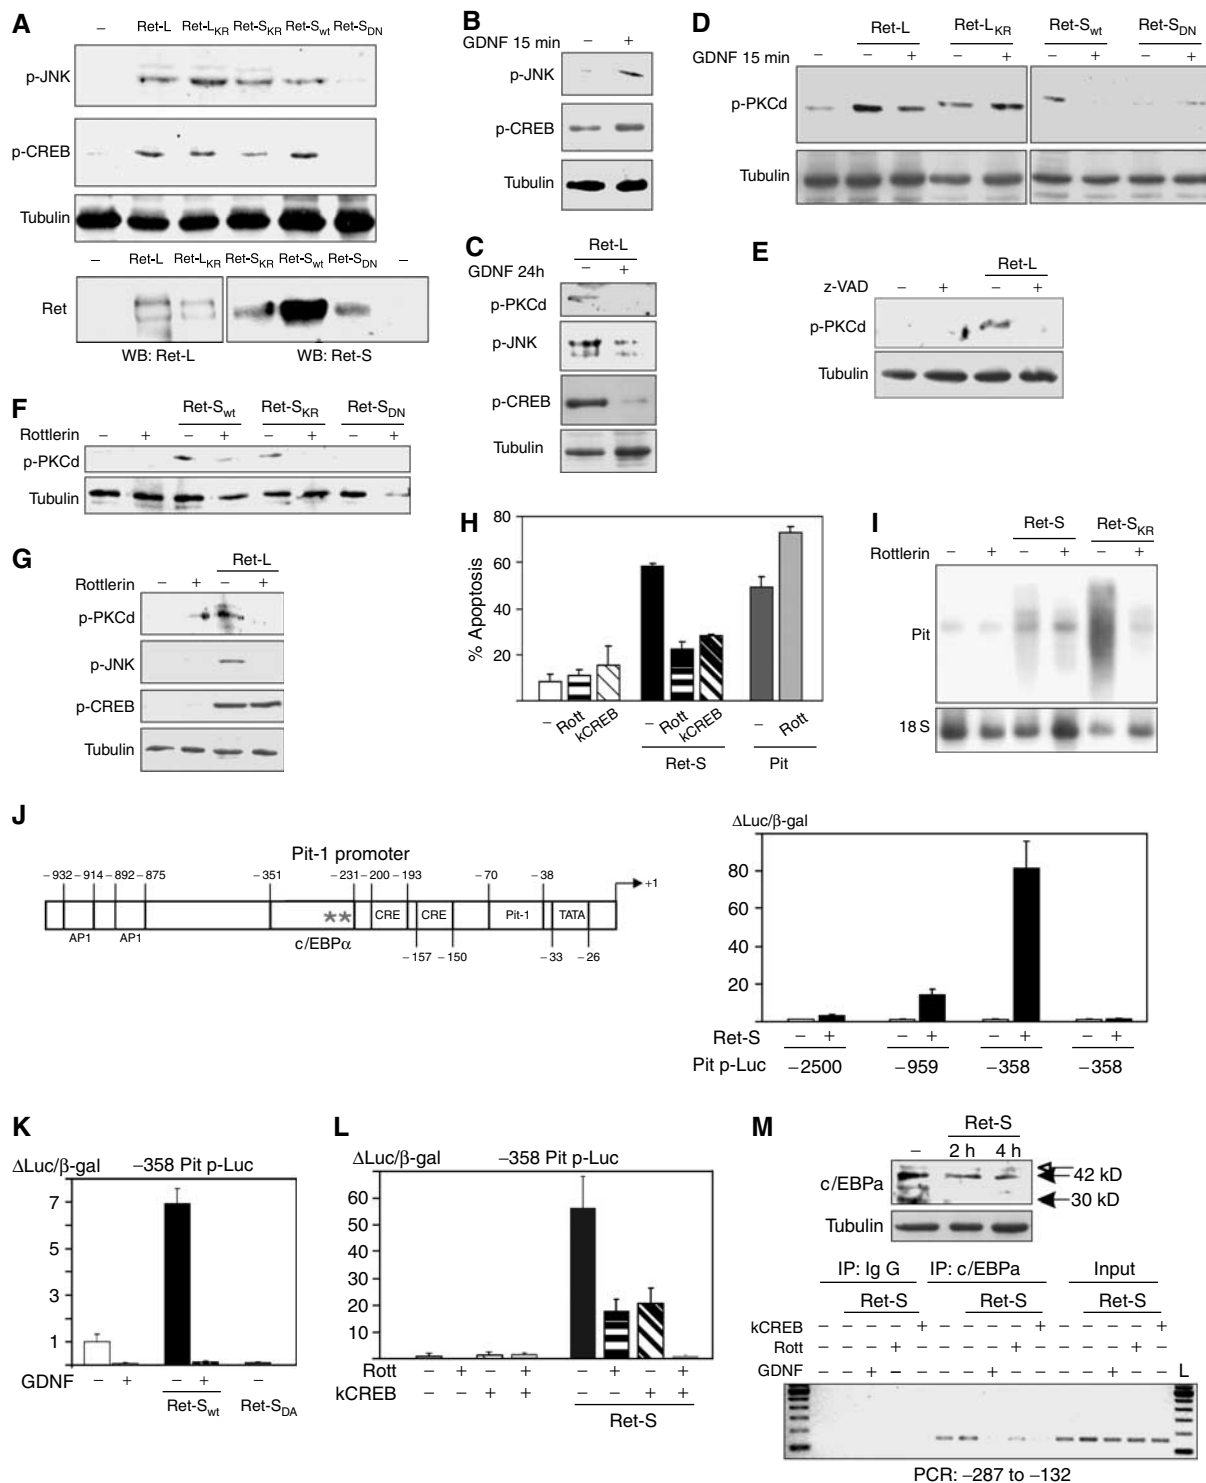 A
– Ret-L Ret-LKR Ret-SKR Ret-Swt Ret-SDN
p-JNK
p-CREB
Tubulin
– Ret-L Ret-LKR Ret-SKR Ret-Swt Ret-SDN –
Ret
WB: Ret-L WB: Ret-S
B
GDNF 15 min – +
p-JNK
p-CREB
Tubulin
C
Ret-L
GDNF 24h – +
p-PKCd
p-JNK
p-CREB
Tubulin
D
Ret-L Ret-LKR Ret-Swt Ret-SDN
GDNF 15 min – – + – + – + – +
p-PKCd
Tubulin
E
Ret-L
z-VAD – + – +
p-PKCd
Tubulin
F
Ret-Swt Ret-SKR Ret-SDN
Rottlerin – + – + – + – +
p-PKCd
Tubulin
G
Ret-L
Rottlerin – + – +
p-PKCd
p-JNK
p-CREB
Tubulin
H
% Apoptosis
80
60
40
20
– Rott kCREB – Rott kCREB – Rott
Ret-S Pit
I
Ret-S Ret-SKR
Rottlerin – + – + – +
Pit
18 S
J
Pit-1 promoter
–932 –914 –892 –875 –351 –231 –200 –193 –70 –38 +1
** CRE CRE Pit-1 TATA
AP1 AP1
c/EBPα
–157 –150 –33 –26
ΔLuc/β-gal
80
60
40
20
Ret-S – + – + – + – +
Pit p-Luc –2500 –959 –358 –358
K
ΔLuc/β-gal –358 Pit p-Luc
7
5
3
1
GDNF – + – + –
Ret-Swt Ret-SDA
L
ΔLuc/β-gal –358 Pit p-Luc
60
50
40
30
20
10
Rott – + – + – + – +
kCREB – – + + – – + +
Ret-S
M
Ret-S
– 2 h 4 h
c/EBPa
42 kD
30 kD
Tubulin
IP: Ig G IP: c/EBPa Input
Ret-S Ret-S Ret-S
kCREB – – – – + – – – – + – – – – +
Rott – – – + – – – + – – – +
GDNF – – + – – – + – – – + – L
PCR: –287 to –132